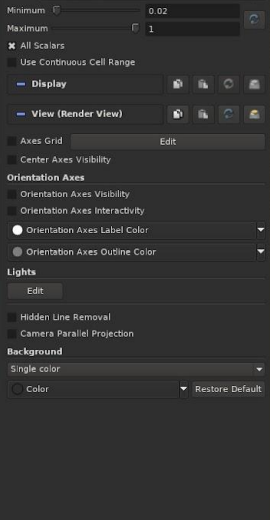 Minimum 0.02
Maximum 1
All Scalars
Use Continuous Cell Range
Display
View (Render View)
Axes Grid Edit
Center Axes Visibility
Orientation Axes
Orientation Axes Visibility
Orientation Axes Interactivity
Orientation Axes Label Color
Orientation Axes Outline Color
Lights
Edit
Hidden Line Removal
Camera Parallel Projection
Background
Single color
Color Restore Default